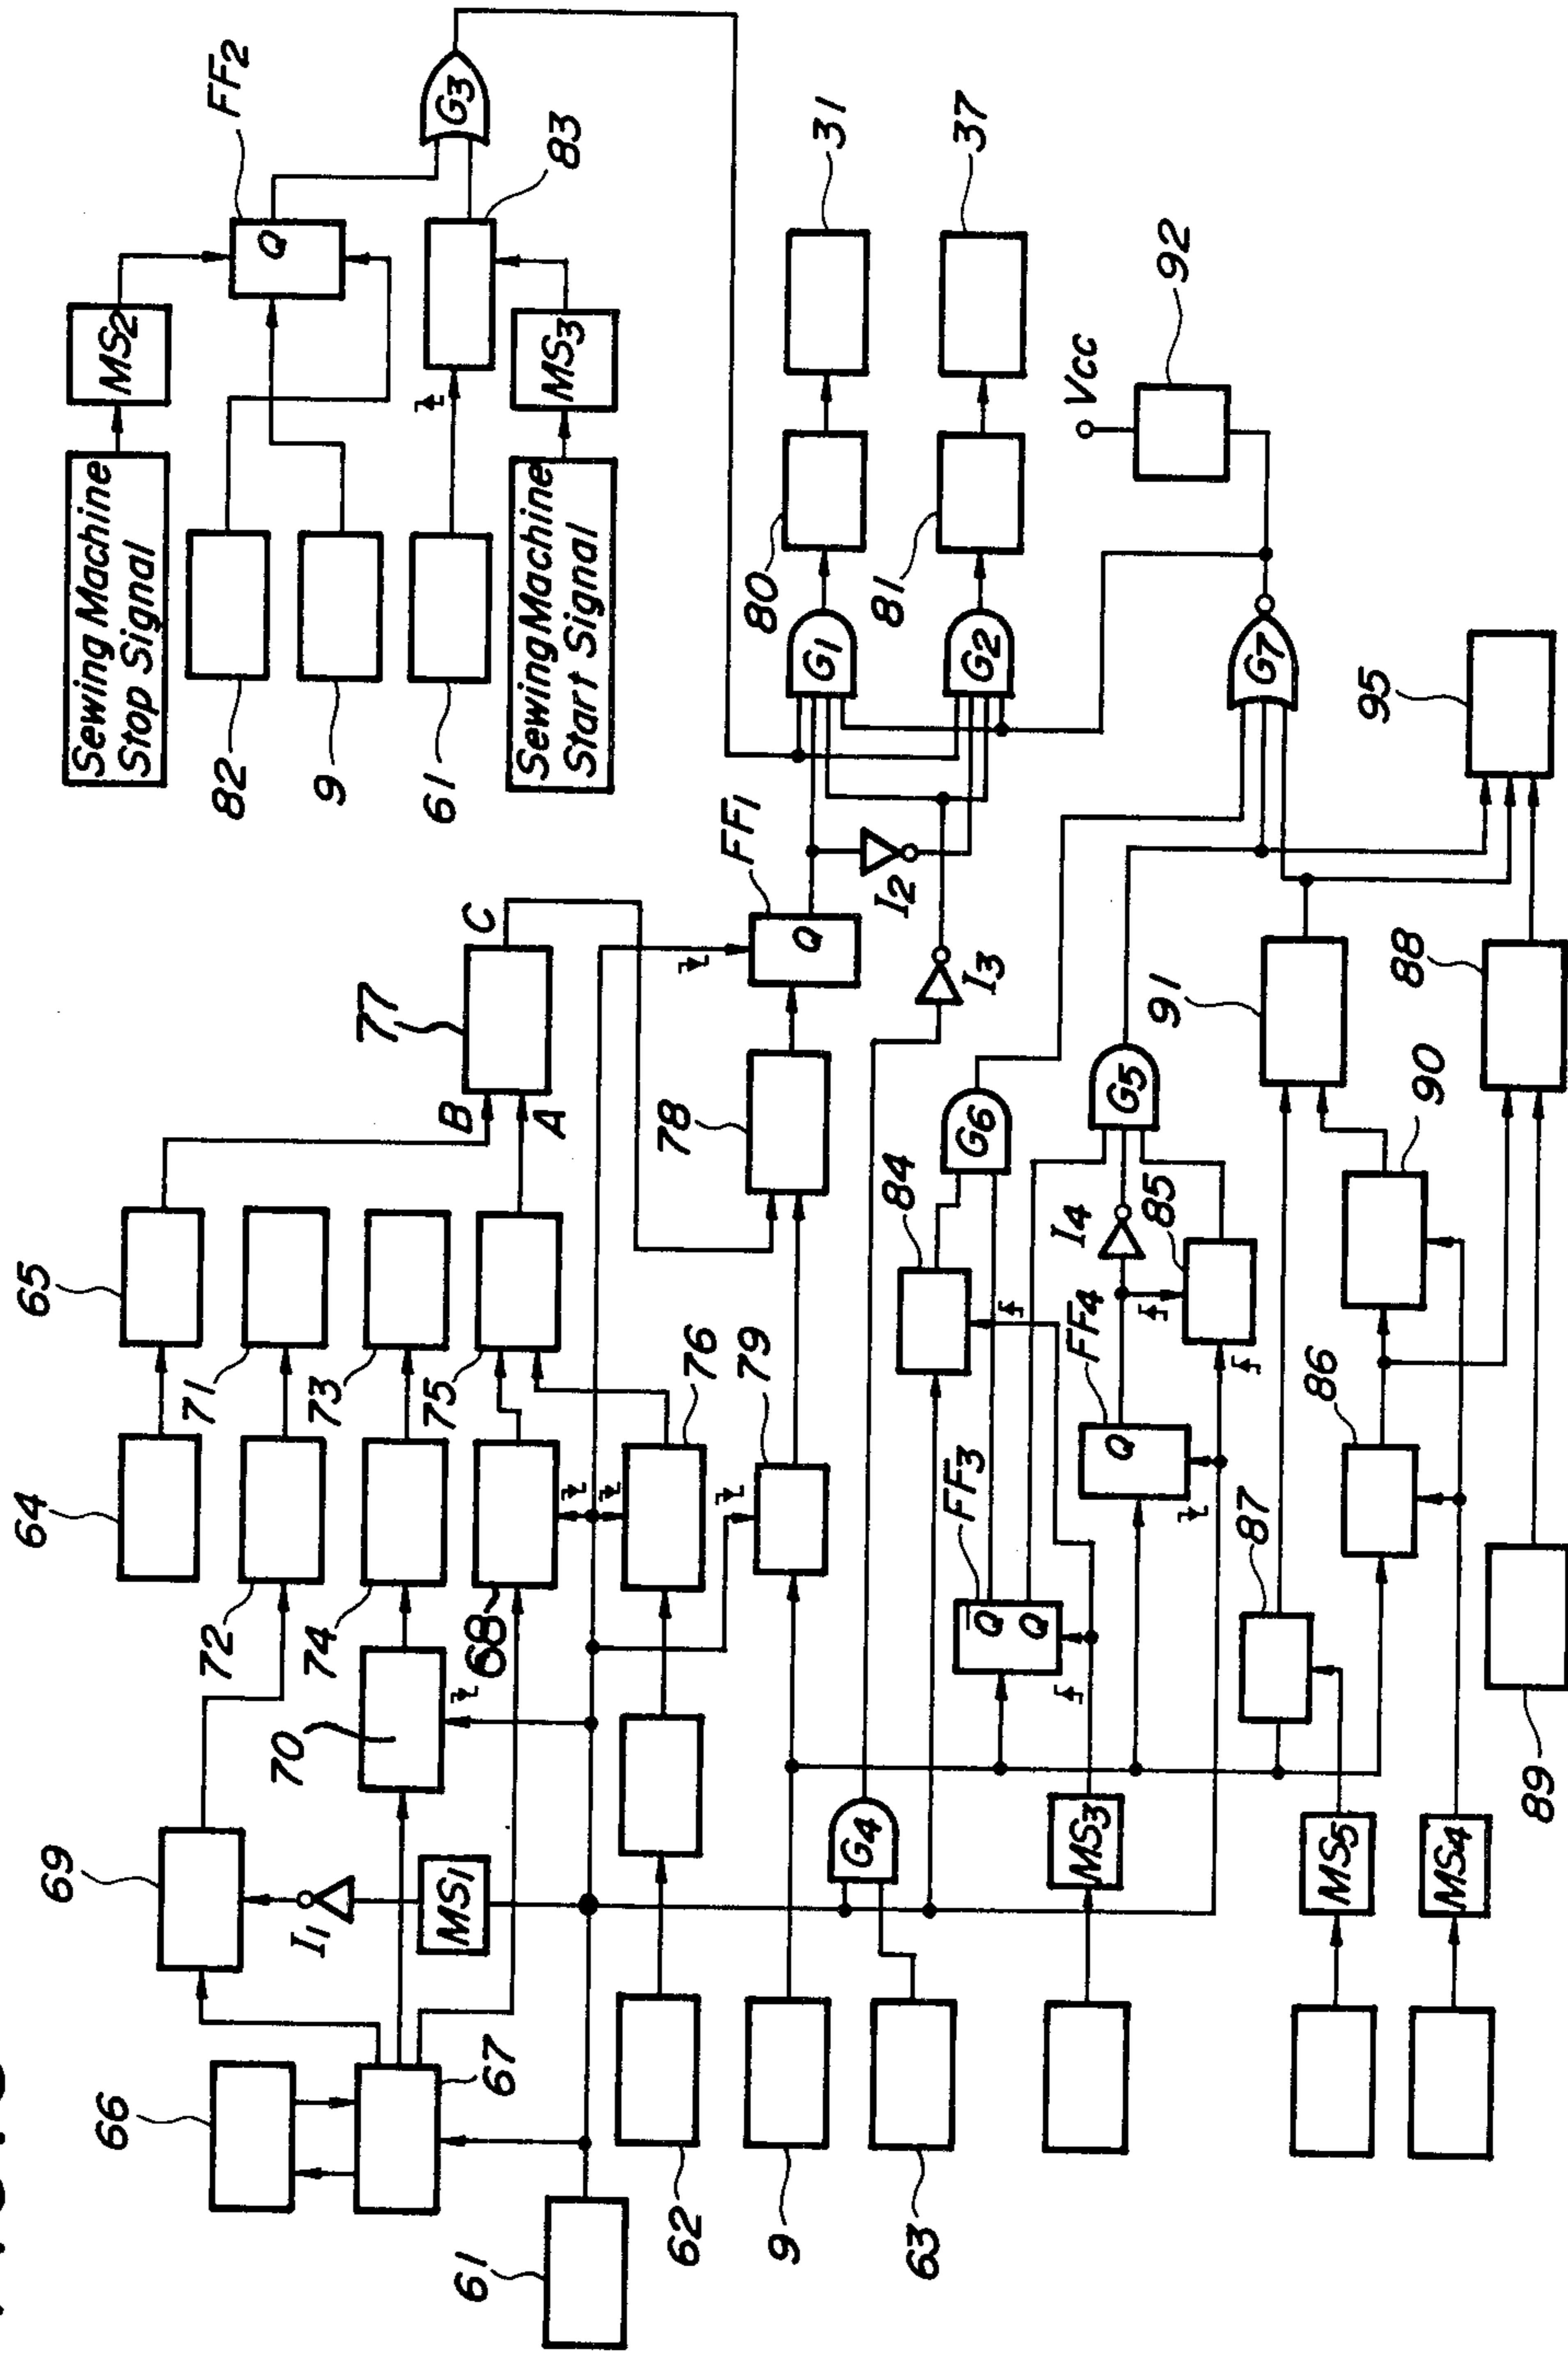 Sewing Machine
Stop Signal
MS2
FF2
Q
82
9
61
83
G3
Sewing Machine
Start Signal
MS3
65
64
71
72
73
74
75
77
B
A
C
66
67
69
I1
MS1
70
68
76
79
78
FF1
Q
I2
I3
G1
G2
80
81
31
37
61
62
9
63
G4
84
G6
FF3
Q
Q
FF4
Q
I4
85
G5
MS3
Vcc
92
G7
95
91
90
88
86
87
MS5
MS4
89